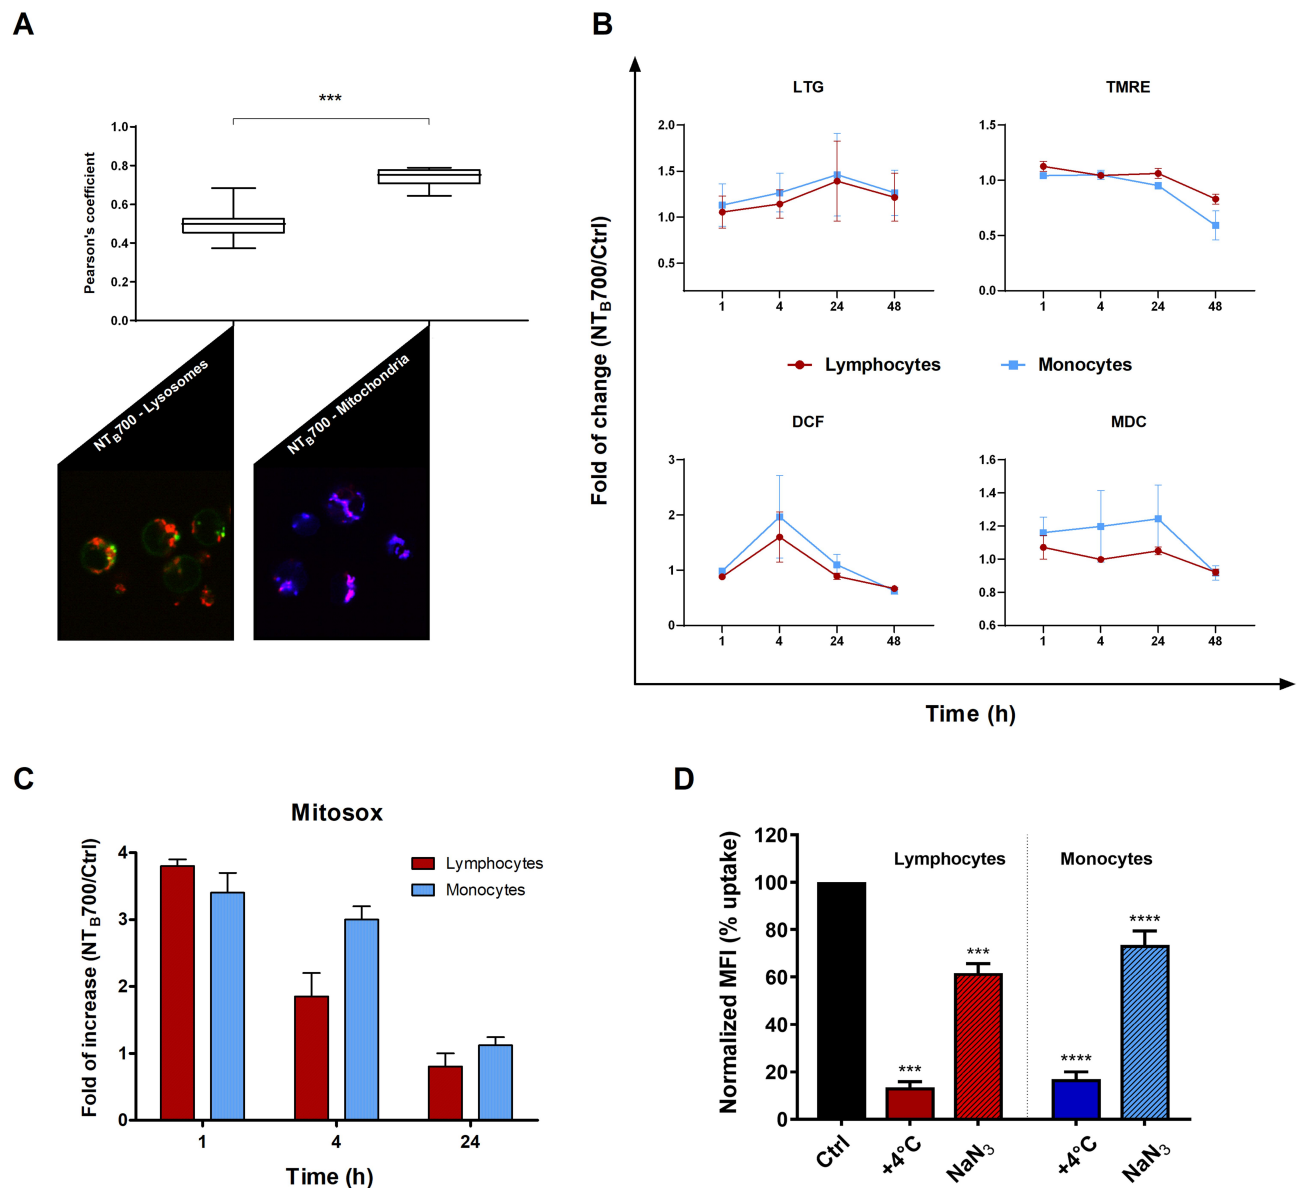 A
***
1.0
0.8
0.6
0.4
0.2
0.0
Pearson's coefficient
NTB700 - Lysosomes
NTB700 - Mitochondria
B
Fold of change (NTB700/Ctrl)
LTG
2.0
1.5
1.0
0.5
1 4 24 48
TMRE
1.5
1.0
0.5
0.0
1 4 24 48
Lymphocytes
Monocytes
DCF
3
2
1
0
1 4 24 48
MDC
1.6
1.4
1.2
1.0
0.8
0.6
1 4 24 48
Time (h)
C
Mitosox
Lymphocytes
Monocytes
Fold of increase (NTB700/Ctrl)
4
3
2
1
0
1 4 24
Time (h)
D
Normalized MFI (% uptake)
120
100
80
60
40
20
0
Lymphocytes
Monocytes
***
***
****
****
Ctrl
+4°C
NaN3
+4°C
NaN3